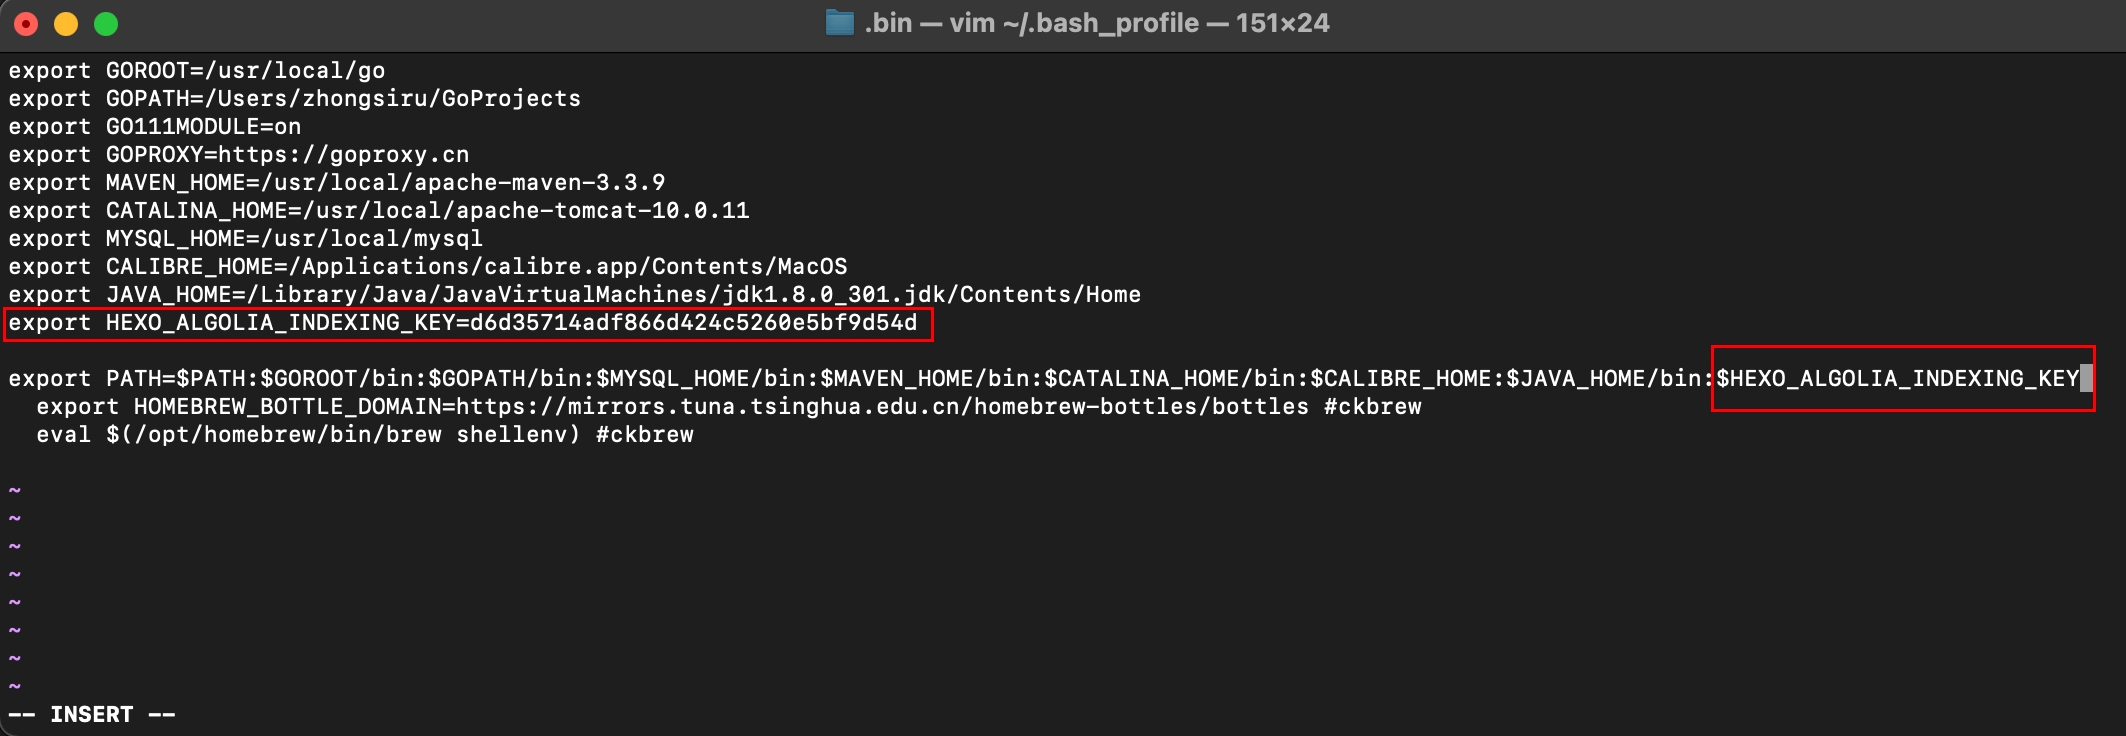 .bin — vim ~/.bash_profile — 151×24
export GOROOT=/usr/local/go
export GOPATH=/Users/zhongsiru/GoProjects
export GO111MODULE=on
export GOPROXY=https://goproxy.cn
export MAVEN_HOME=/usr/local/apache-maven-3.3.9
export CATALINA_HOME=/usr/local/apache-tomcat-10.0.11
export MYSQL_HOME=/usr/local/mysql
export CALIBRE_HOME=/Applications/calibre.app/Contents/MacOS
export JAVA_HOME=/Library/Java/JavaVirtualMachines/jdk1.8.0_301.jdk/Contents/Home
export HEXO_ALGOLIA_INDEXING_KEY=d6d35714adf866d424c5260e5bf9d54d
export PATH=$PATH:$GOROOT/bin:$GOPATH/bin:$MYSQL_HOME/bin:$MAVEN_HOME/bin:$CATALINA_HOME/bin:$CALIBRE_HOME:$JAVA_HOME/bin:$HEXO_ALGOLIA_INDEXING_KEY
  export HOMEBREW_BOTTLE_DOMAIN=https://mirrors.tuna.tsinghua.edu.cn/homebrew-bottles/bottles #ckbrew
  eval $(/opt/homebrew/bin/brew shellenv) #ckbrew
~
~
~
~
~
~
~
~
-- INSERT --